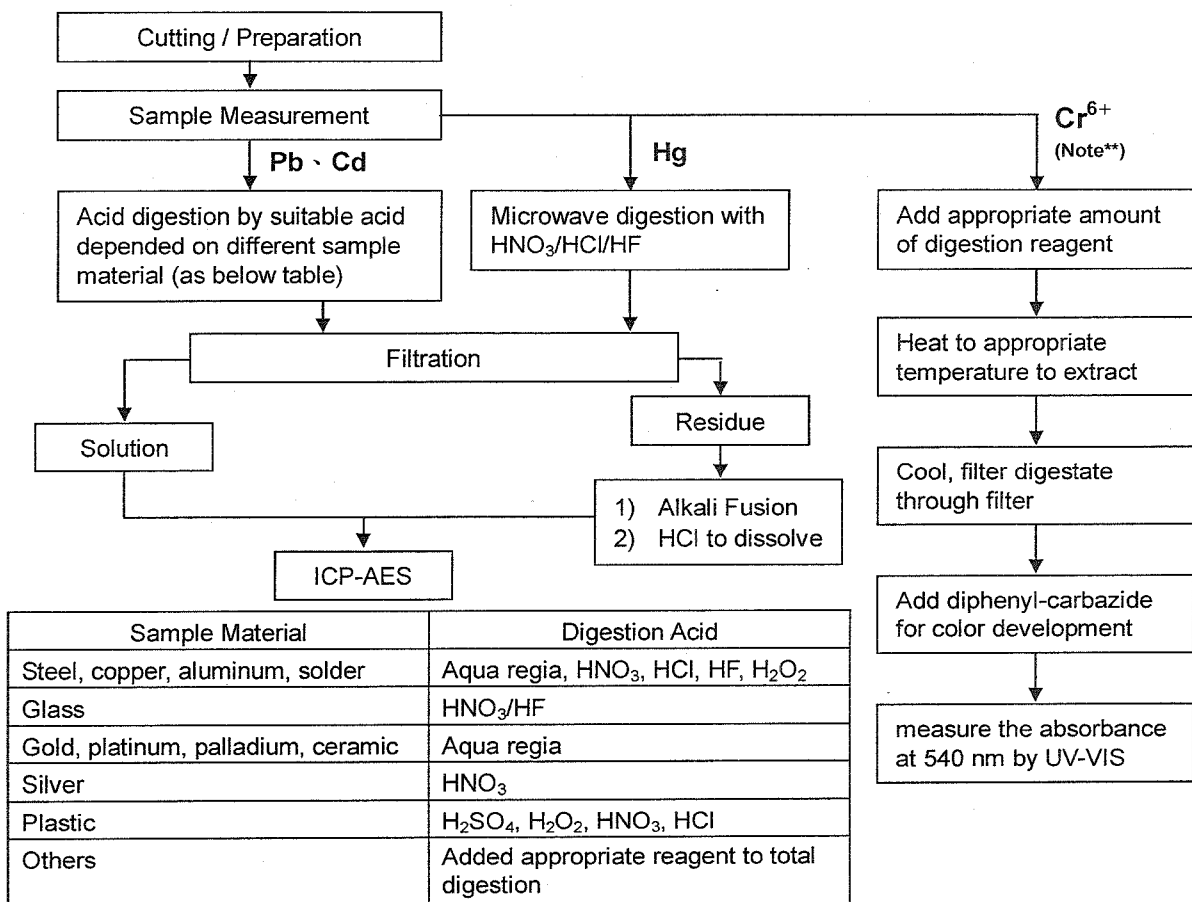 Cutting / Preparation
Sample Measurement
Pb、Cd
Hg
Cr⁶⁺
(Note**)
Acid digestion by suitable acid
depended on different sample
material (as below table)
Microwave digestion with
HNO₃/HCl/HF
Add appropriate amount
of digestion reagent
Filtration
Heat to appropriate
temperature to extract
Solution
Residue
Cool, filter digestate
through filter
1) Alkali Fusion
2) HCl to dissolve
ICP-AES
Add diphenyl-carbazide
for color development
measure the absorbance
at 540 nm by UV-VIS
Sample Material	Digestion Acid
Steel, copper, aluminum, solder	Aqua regia, HNO₃, HCl, HF, H₂O₂
Glass	HNO₃/HF
Gold, platinum, palladium, ceramic	Aqua regia
Silver	HNO₃
Plastic	H₂SO₄, H₂O₂, HNO₃, HCl
Others	Added appropriate reagent to total
digestion